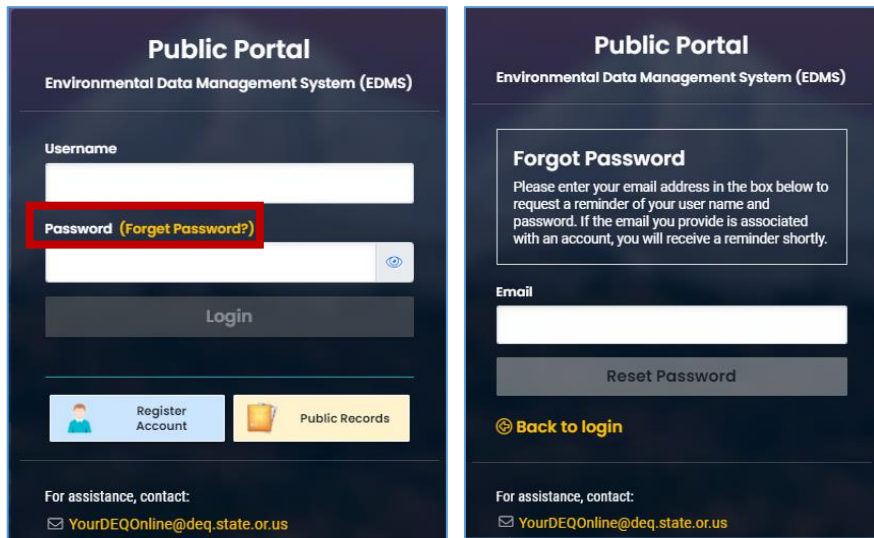 Public Portal
Environmental Data Management System (EDMS)
Username
Password (Forget Password?)
Login
Register
Account
Public Records
For assistance, contact:
YourDEQOnline@deq.state.or.us
Public Portal
Environmental Data Management System (EDMS)
Forgot Password
Please enter your email address in the box below to
request a reminder of your user name and
password. If the email you provide is associated
with an account, you will receive a reminder shortly.
Email
Reset Password
Back to login
For assistance, contact:
YourDEQOnline@deq.state.or.us